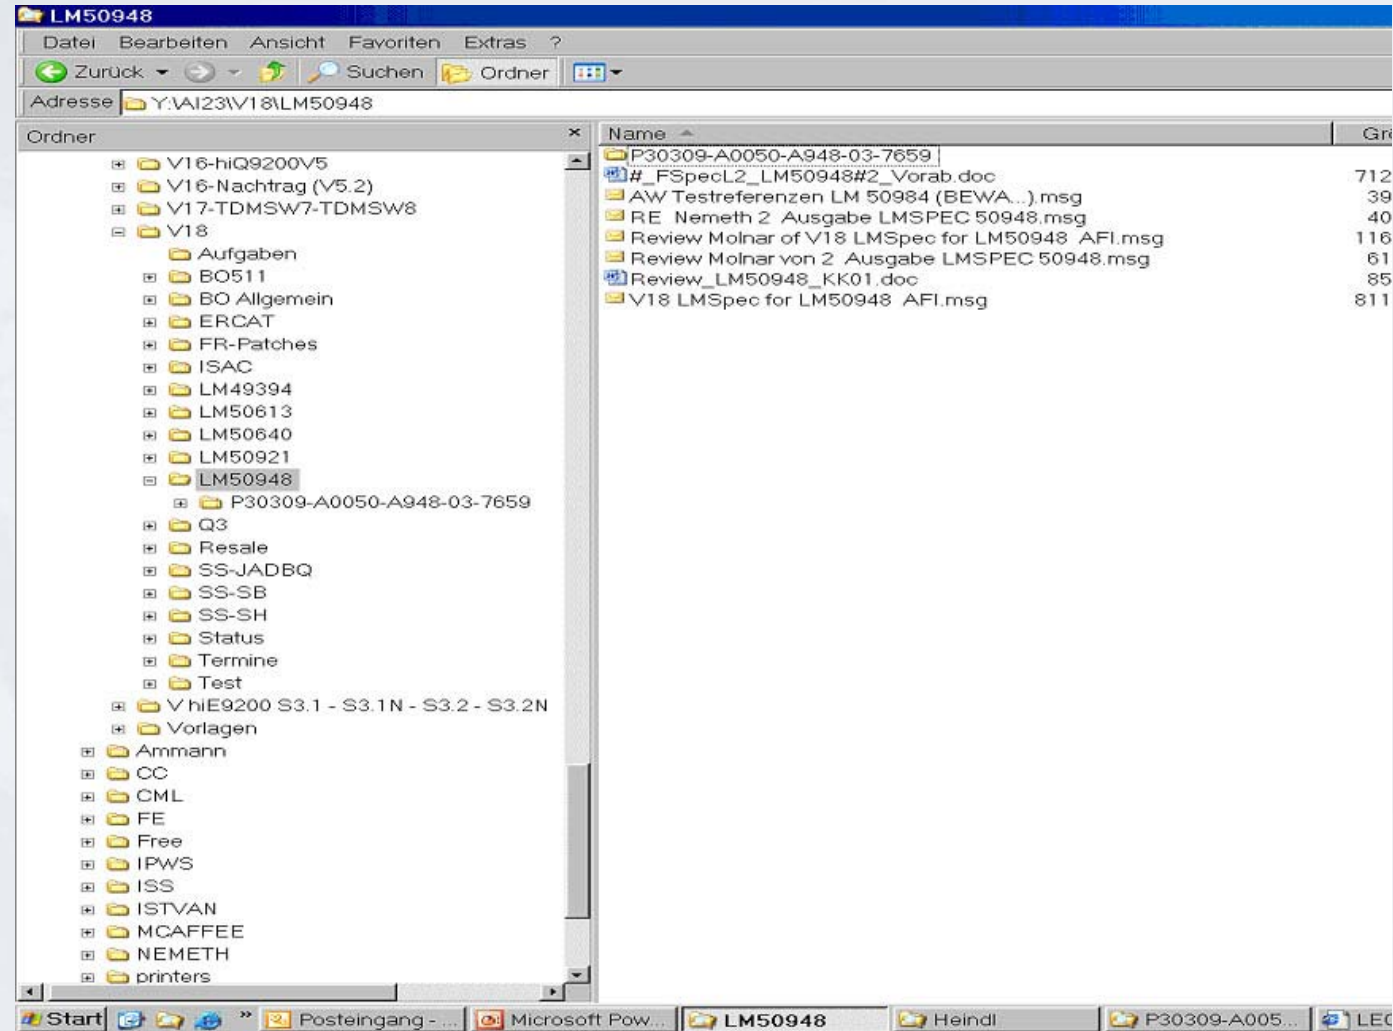 LM50948
Datei Bearbeiten Ansicht Favoriten Extras ?
Zurück Suchen Ordner
Adresse Y:\AI23\V18\LM50948
Ordner
V16-hiQ9200V5
V16-Nachtrag (V5.2)
V17-TDMSW7-TDMSW8
V18
Aufgaben
BO511
BO Allgemein
ERCAT
FR-Patches
ISAC
LM49394
LM50613
LM50640
LM50921
LM50948
P30309-A0050-A948-03-7659
Q3
Resale
SS-JADBQ
SS-SB
SS-SH
Status
Termine
Test
V hiE9200 S3.1 - S3.1N - S3.2 - S3.2N
Vorlagen
Ammann
CC
CML
FE
Free
IPWS
ISS
ISTVAN
MCAFFEE
NEMETH
printers
Name Grö
P30309-A0050-A948-03-7659
#_FSpecL2_LM50948#2_Vorab.doc 712
AW Testreferenzen LM 50984 (BEWA...).msg 39
RE Nemeth 2 Ausgabe LMSPEC 50948.msg 40
Review Molnar of V18 LMSpec for LM50948 AFI.msg 116
Review Molnar von 2 Ausgabe LMSPEC 50948.msg 61
Review_LM50948_KK01.doc 85
V18 LMSpec for LM50948 AFI.msg 811
Start » Posteingang - ... Microsoft Pow... LM50948 Heindl P30309-A005... LEO